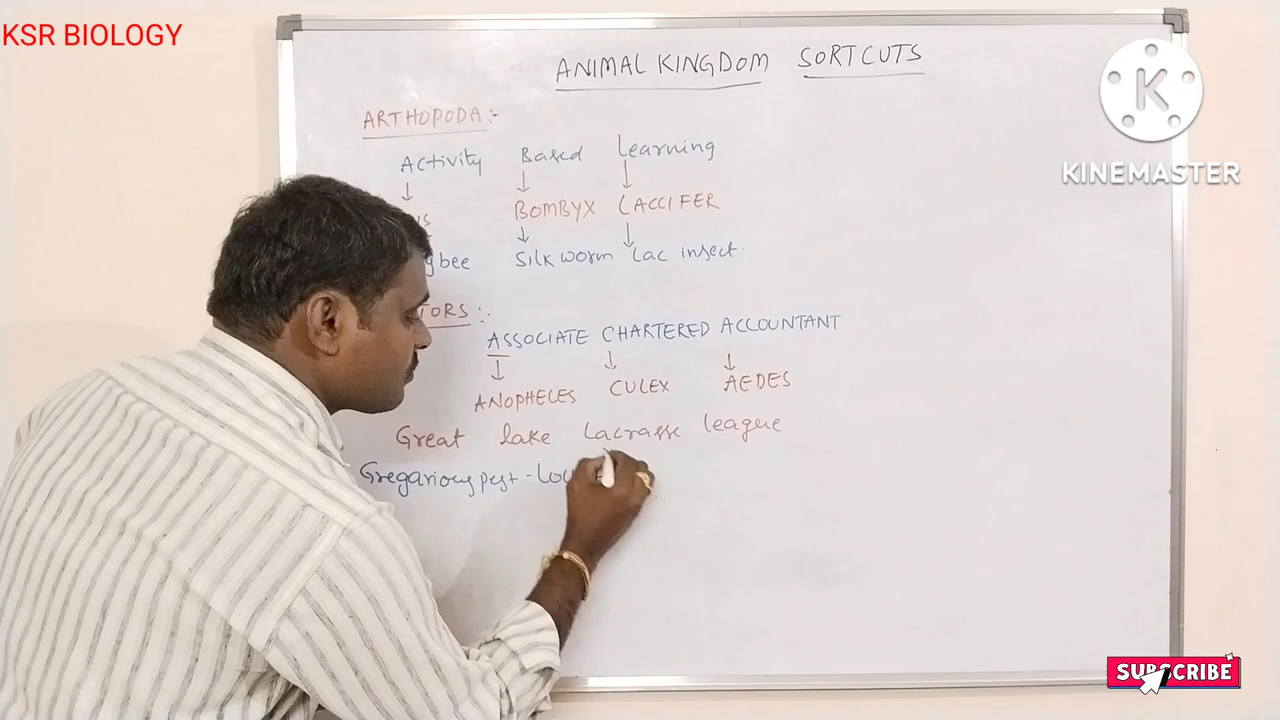 KSR BIOLOGY
ANIMAL KINGDOM SORTCUTS
KINEMASTER
ARTHOPODA :-
Activity Based Learning
BOMBYX LACCIFER
bee Silk worm Lac insect
TORS :-
ASSOCIATE CHARTERED ACCOUNTANT
ANOPHELES CULEX AEDES
Great lake Lacrasse league
Gregarious pest -
SUBSCRIBE